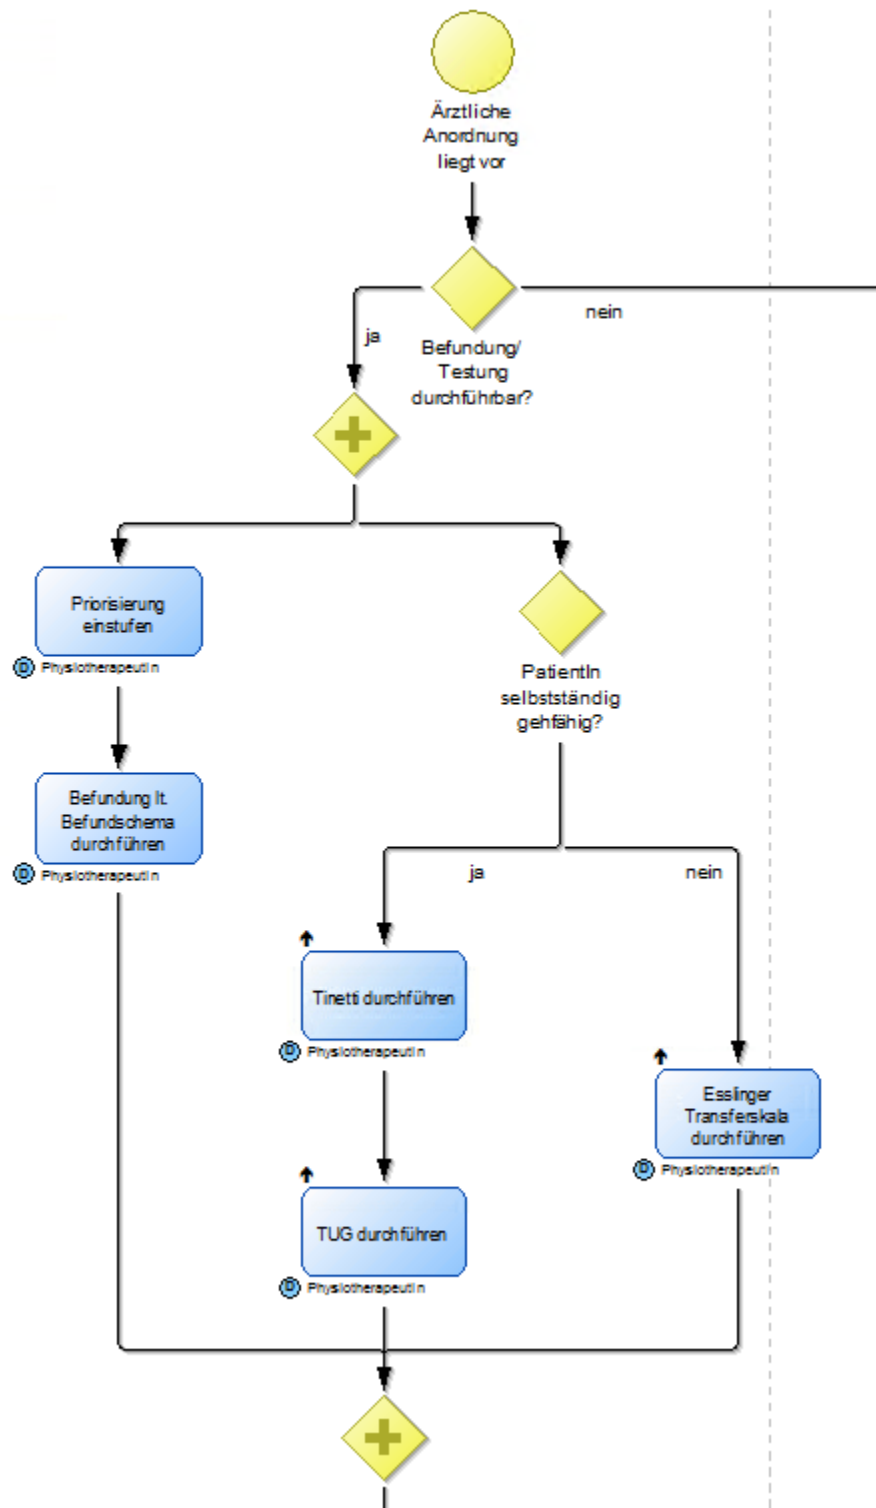 Ärztliche
Anordnung
liegt vor
nein
ja
Befundung/
Testung
durchführbar?
Priorisierung
einstufen
D PhysiotherapeutIn
PatientIn
selbstständig
gehfähig?
Befundung lt.
Befundschema
durchführen
D PhysiotherapeutIn
ja
nein
Tinetti durchführen
D PhysiotherapeutIn
Esslinger
Transferskala
durchführen
D PhysiotherapeutIn
TUG durchführen
D PhysiotherapeutIn